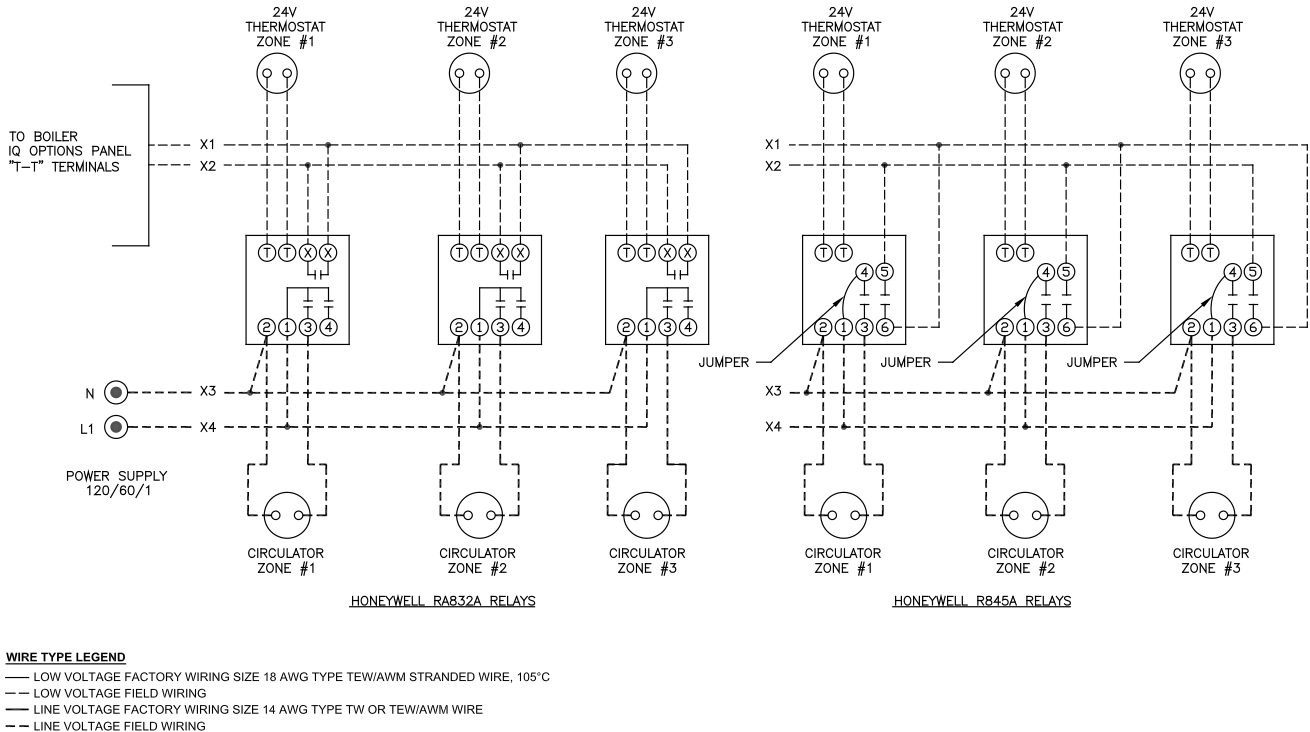 24V
THERMOSTAT
ZONE #1
24V
THERMOSTAT
ZONE #2
24V
THERMOSTAT
ZONE #3
24V
THERMOSTAT
ZONE #1
24V
THERMOSTAT
ZONE #2
24V
THERMOSTAT
ZONE #3
TO BOILER
IQ OPTIONS PANEL
"T-T" TERMINALS
X1
X2
X1
X2
T T X X
T T X X
T T X X
T T
T T
T T
4 5
4 5
4 5
2 1 3 4
2 1 3 4
2 1 3 4
2 1 3 6
2 1 3 6
2 1 3 6
JUMPER
JUMPER
JUMPER
N
X3
X3
L1
X4
X4
POWER SUPPLY
120/60/1
CIRCULATOR
ZONE #1
CIRCULATOR
ZONE #2
CIRCULATOR
ZONE #3
CIRCULATOR
ZONE #1
CIRCULATOR
ZONE #2
CIRCULATOR
ZONE #3
HONEYWELL RA832A RELAYS
HONEYWELL R845A RELAYS
WIRE TYPE LEGEND
LOW VOLTAGE FACTORY WIRING SIZE 18 AWG TYPE TEW/AWM STRANDED WIRE, 105°C
LOW VOLTAGE FIELD WIRING
LINE VOLTAGE FACTORY WIRING SIZE 14 AWG TYPE TW OR TEW/AWM WIRE
LINE VOLTAGE FIELD WIRING